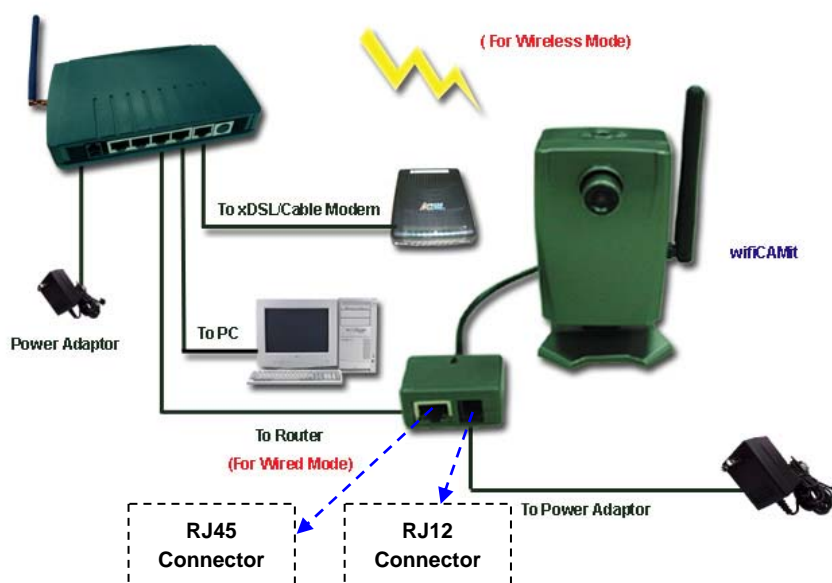 ( For Wireless Mode)
To xDSL/Cable Modem
wifiCAMit
Power Adaptor
To PC
To Router
(For Wired Mode)
To Power Adaptor
RJ45
Connector
RJ12
Connector